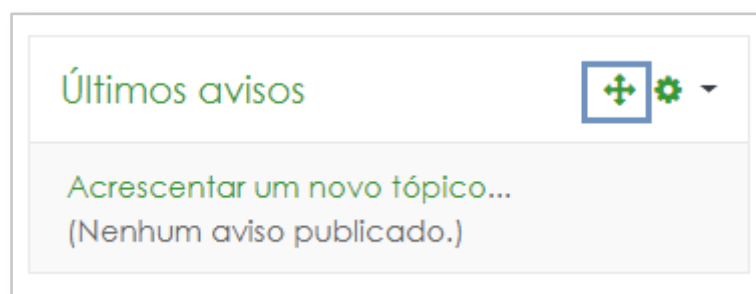 Últimos avisos
Acrescentar um novo tópico...
(Nenhum aviso publicado.)